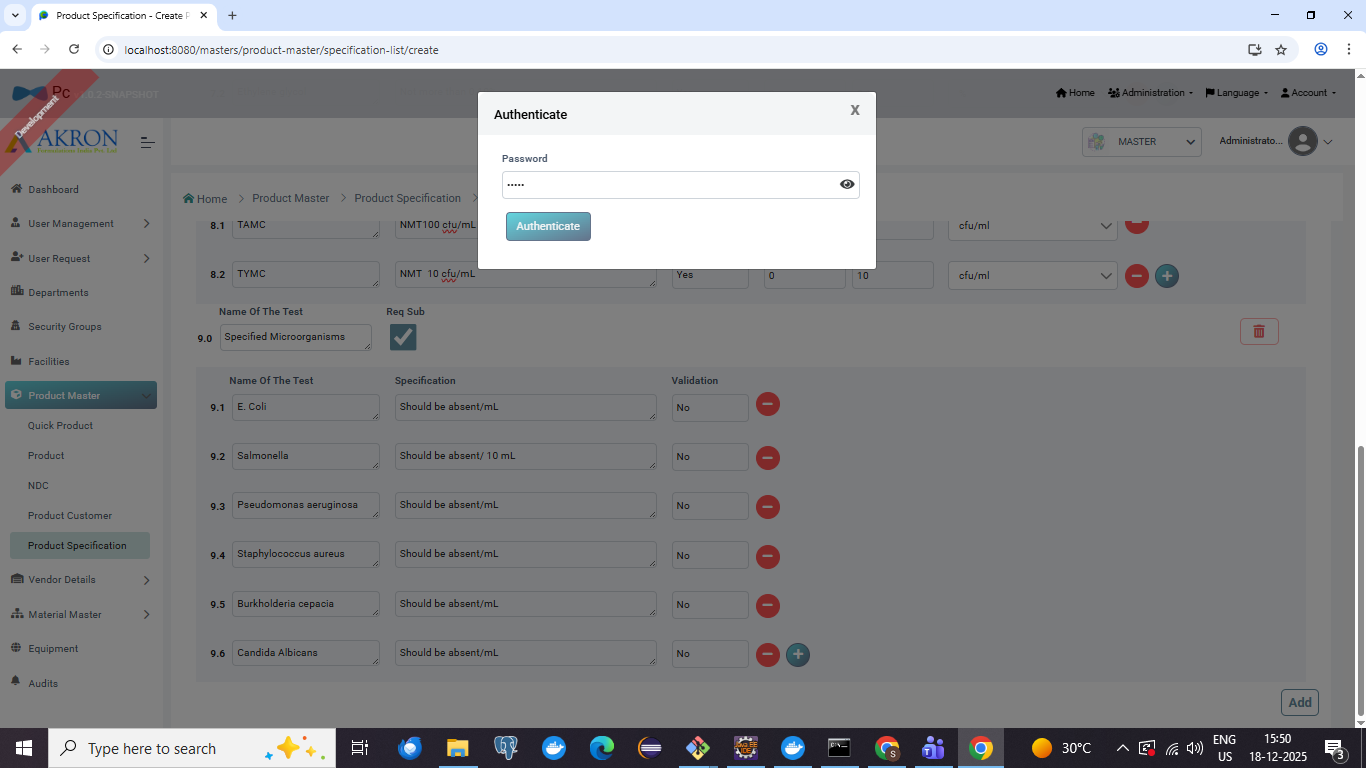 Product Specification - Create P
localhost:8080/masters/product-master/specification-list/create
Pc
.0.2-SNAPSHOT
Development
Home
Administration
Language
Account
AKRON
MASTER
Administrato...
Dashboard
User Management
User Request
Departments
Security Groups
Facilities
Product Master
Quick Product
Product
NDC
Product Customer
Product Specification
Vendor Details
Material Master
Equipment
Audits
Home
Product Master
Product Specification
Authenticate
X
Password
•••••
Authenticate
8.1 TAMC NMT100 cfu/mL cfu/ml
8.2 TYMC NMT 10 cfu/mL Yes 0 10 cfu/ml
Name Of The Test Req Sub
9.0 Specified Microorganisms
Name Of The Test Specification Validation
9.1 E. Coli Should be absent/mL No
9.2 Salmonella Should be absent/ 10 mL No
9.3 Pseudomonas aeruginosa Should be absent/mL No
9.4 Staphylococcus aureus Should be absent/mL No
9.5 Burkholderia cepacia Should be absent/mL No
9.6 Candida Albicans Should be absent/mL No
Add
Type here to search
30°C
ENG
US
15:50
18-12-2025
3